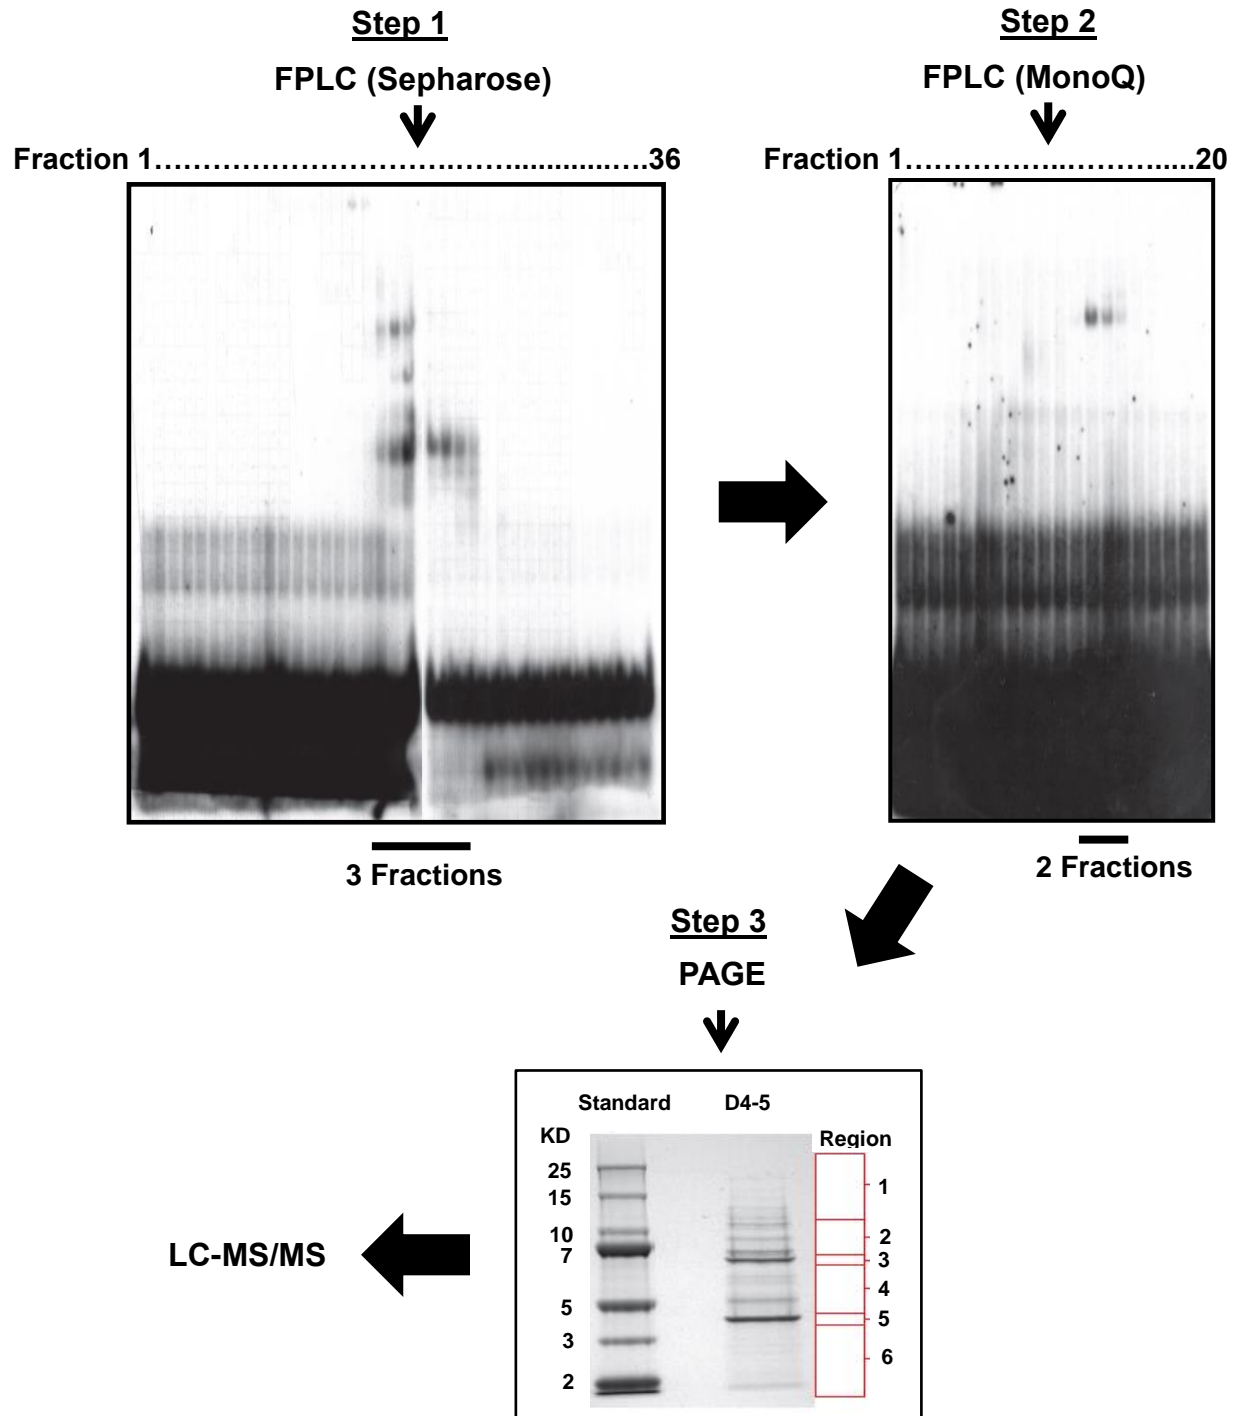 Step 1
FPLC (Sepharose)
Fraction 1……………………………………………36
3 Fractions
Step 2
FPLC (MonoQ)
Fraction 1……………………………20
2 Fractions
Step 3
PAGE
Standard D4-5
KD Region
25
15
10
7
5
3
2
1
2
3
4
5
6
LC-MS/MS